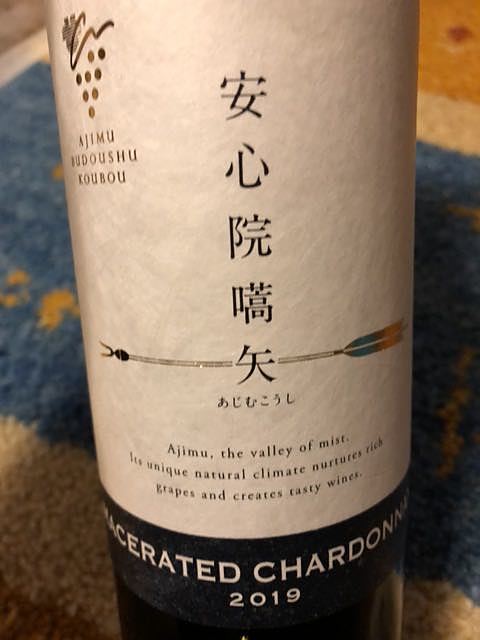 AJIMU
BUDOUSHU
KOUBOU
安心院嚆矢
あじむこうし
Ajimu, the valley of mist.
Its unique natural climate nurtures rich
grapes and creates tasty wines.
MACERATED CHARDONNAY
2019